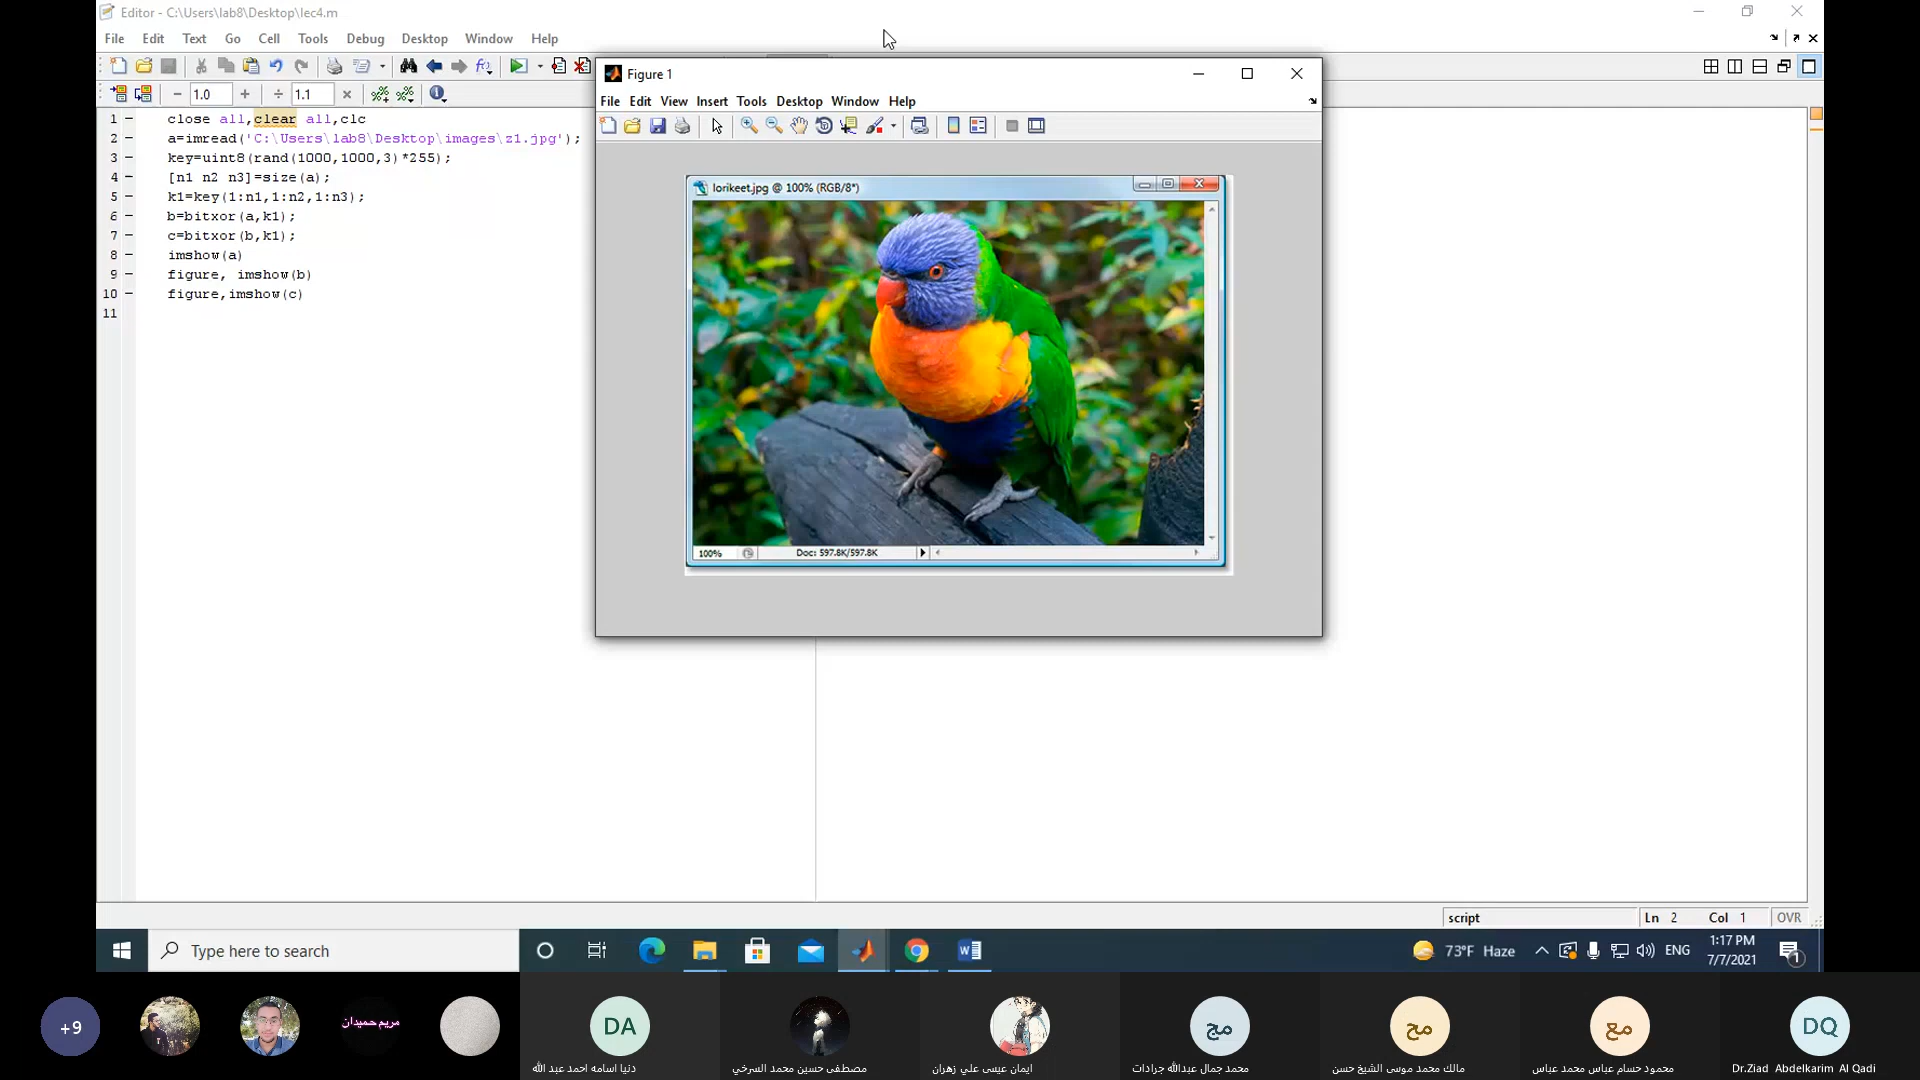 Editor - C:\Users\lab8\Desktop\lec4.m
File Edit Text Go Cell Tools Debug Desktop Window Help
1.0
1.1
1 close all,clear all,clc
2 a=imread('C:\Users\lab8\Desktop\images\z1.jpg');
3 key=uint8(rand(1000,1000,3)*255);
4 [n1 n2 n3]=size(a);
5 k1=key(1:n1,1:n2,1:n3);
6 b=bitxor(a,k1);
7 c=bitxor(b,k1);
8 imshow(a)
9 figure, imshow(b)
10 figure,imshow(c)
11
Figure 1
File Edit View Insert Tools Desktop Window Help
lorikeet.jpg @ 100% (RGB/8*)
100%
Doc: 597.8K/597.8K
script
Ln 2 Col 1
OVR
Type here to search
73°F Haze
ENG
1:17 PM
7/7/2021
1
+9
مريم حميدان
DA
دنيا اسامه احمد عبد الله
مصطفى حسين محمد السرخي
ايمان عيسى علي زهران
مج
محمد جمال عبدالله جرادات
مح
مالك محمد موسى الشيخ حسن
مع
محمود حسام عباس محمد عباس
DQ
Dr.Ziad Abdelkarim Al Qadi